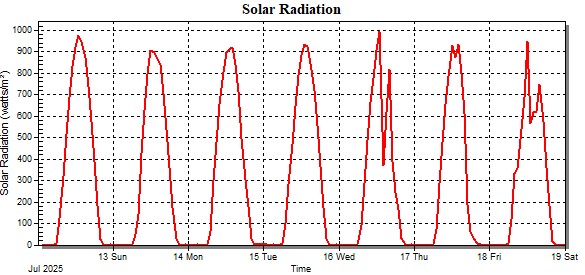 Solar Radiation
Solar Radiation (watts/m²)
1000
900
800
700
600
500
400
300
200
100
0
13 Sun
14 Mon
15 Tue
16 Wed
17 Thu
18 Fri
19 Sat
Jul 2025
Time